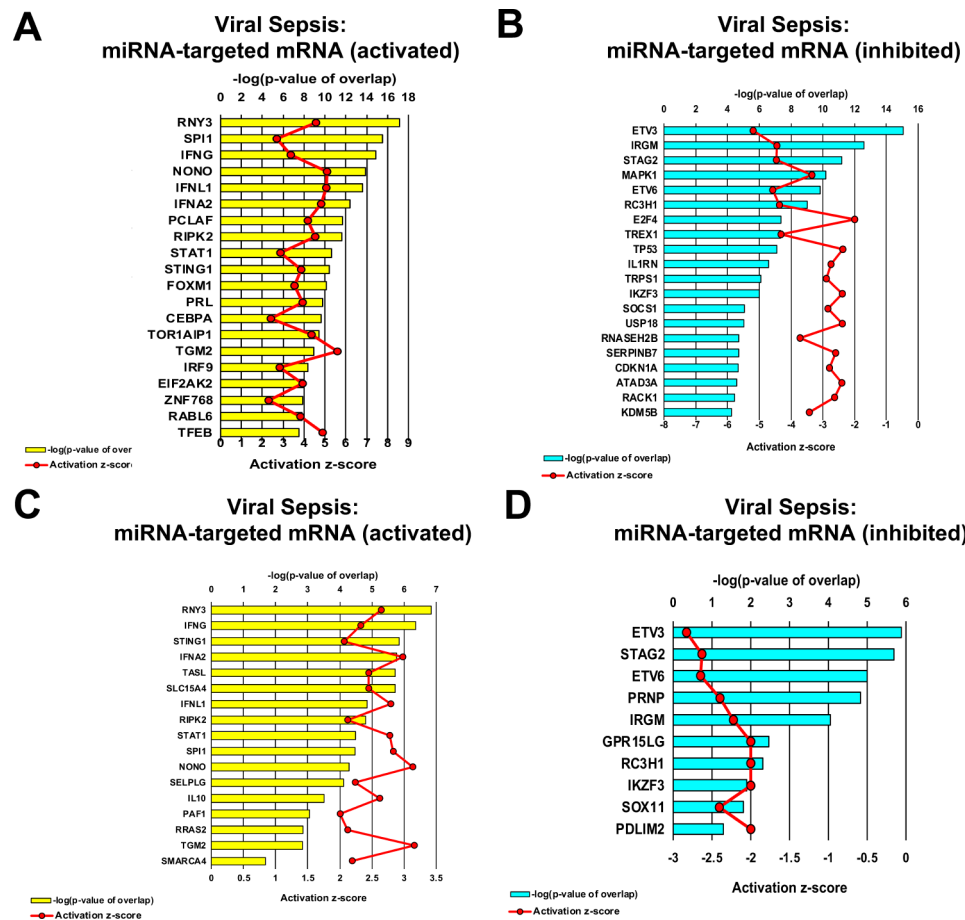 A
Viral Sepsis:
miRNA-targeted mRNA (activated)
-log(p-value of overlap)
0 2 4 6 8 10 12 14 16 18
RNY3
SPI1
IFNG
NONO
IFNL1
IFNA2
PCLAF
RIPK2
STAT1
STING1
FOXM1
PRL
CEBPA
TOR1AIP1
TGM2
IRF9
EIF2AK2
ZNF768
RABL6
TFEB
0 1 2 3 4 5 6 7 8 9
Activation z-score
-log(p-value of over
Activation z-score
B
Viral Sepsis:
miRNA-targeted mRNA (inhibited)
-log(p-value of overlap)
0 2 4 6 8 10 12 14 16
ETV3
IRGM
STAG2
MAPK1
ETV6
RC3H1
E2F4
TREX1
TP53
IL1RN
TRPS1
IKZF3
SOCS1
USP18
RNASEH2B
SERPINB7
CDKN1A
ATAD3A
RACK1
KDM5B
-8 -7 -6 -5 -4 -3 -2 -1 0
Activation z-score
-log(p-value of overlap)
Activation z-score
C
Viral Sepsis:
miRNA-targeted mRNA (activated)
-log(p-value of overlap)
0 1 2 3 4 5 6 7
RNY3
IFNG
STING1
IFNA2
TASL
SLC15A4
IFNL1
RIPK2
STAT1
SPI1
NONO
SELPLG
IL10
PAF1
RRAS2
TGM2
SMARCA4
0 0.5 1 1.5 2 2.5 3 3.5
Activation z-score
-log(p-value of overlap)
Activation z-score
D
Viral Sepsis:
miRNA-targeted mRNA (inhibited)
-log(p-value of overlap)
0 1 2 3 4 5 6
ETV3
STAG2
ETV6
PRNP
IRGM
GPR15LG
RC3H1
IKZF3
SOX11
PDLIM2
-3 -2.5 -2 -1.5 -1 -0.5 0
Activation z-score
-log(p-value of overlap)
Activation z-score